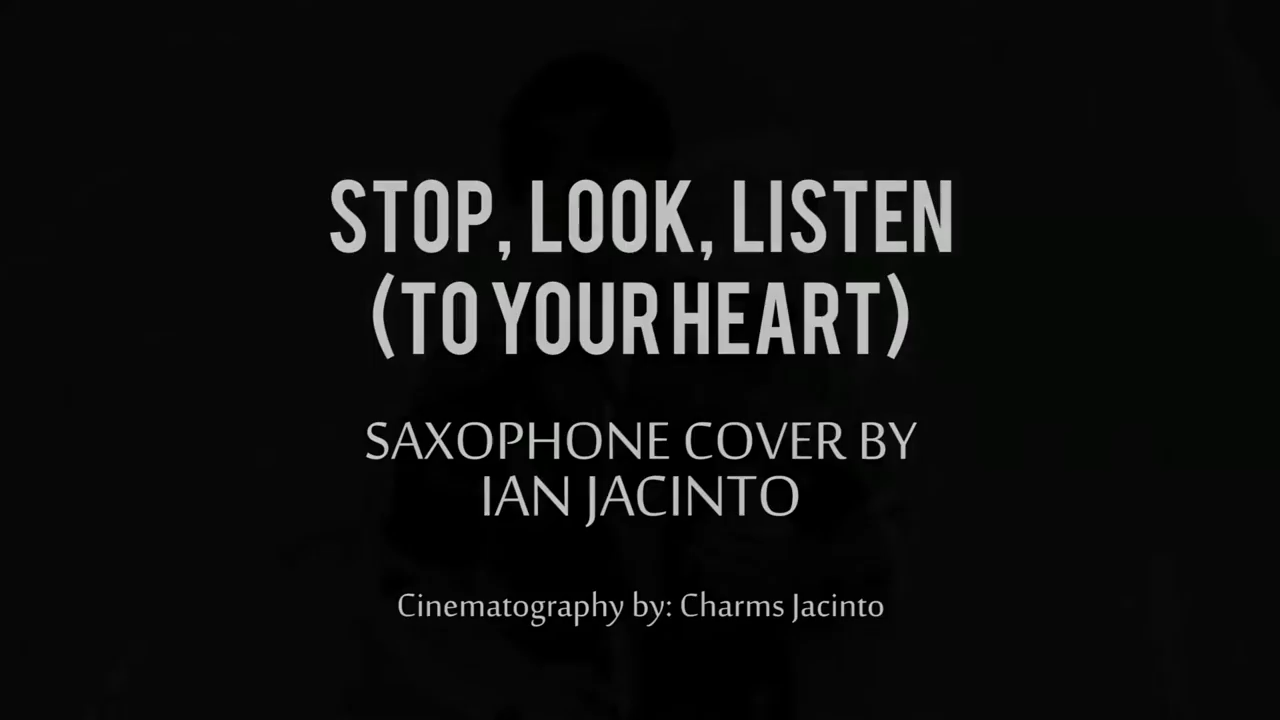 STOP, LOOK, LISTEN
(TO YOUR HEART)
SAXOPHONE COVER BY
IAN JACINTO
Cinematography by: Charms Jacinto